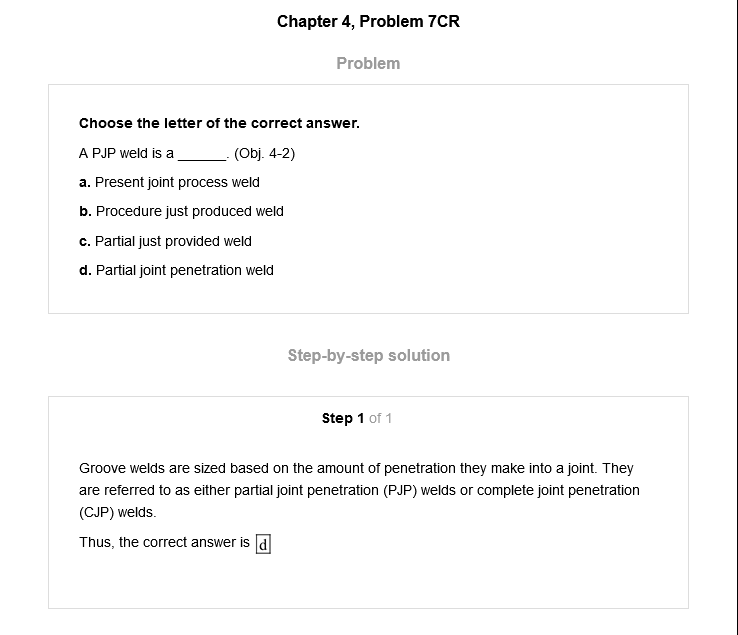 Chapter 4, Problem 7CR
Problem
Choose the letter of the correct answer.
A PJP weld is a ______. (Obj. 4-2)
a. Present joint process weld
b. Procedure just produced weld
c. Partial just provided weld
d. Partial joint penetration weld
Step-by-step solution
Step 1 of 1
Groove welds are sized based on the amount of penetration they make into a joint. They
are referred to as either partial joint penetration (PJP) welds or complete joint penetration
(CJP) welds.
Thus, the correct answer is d